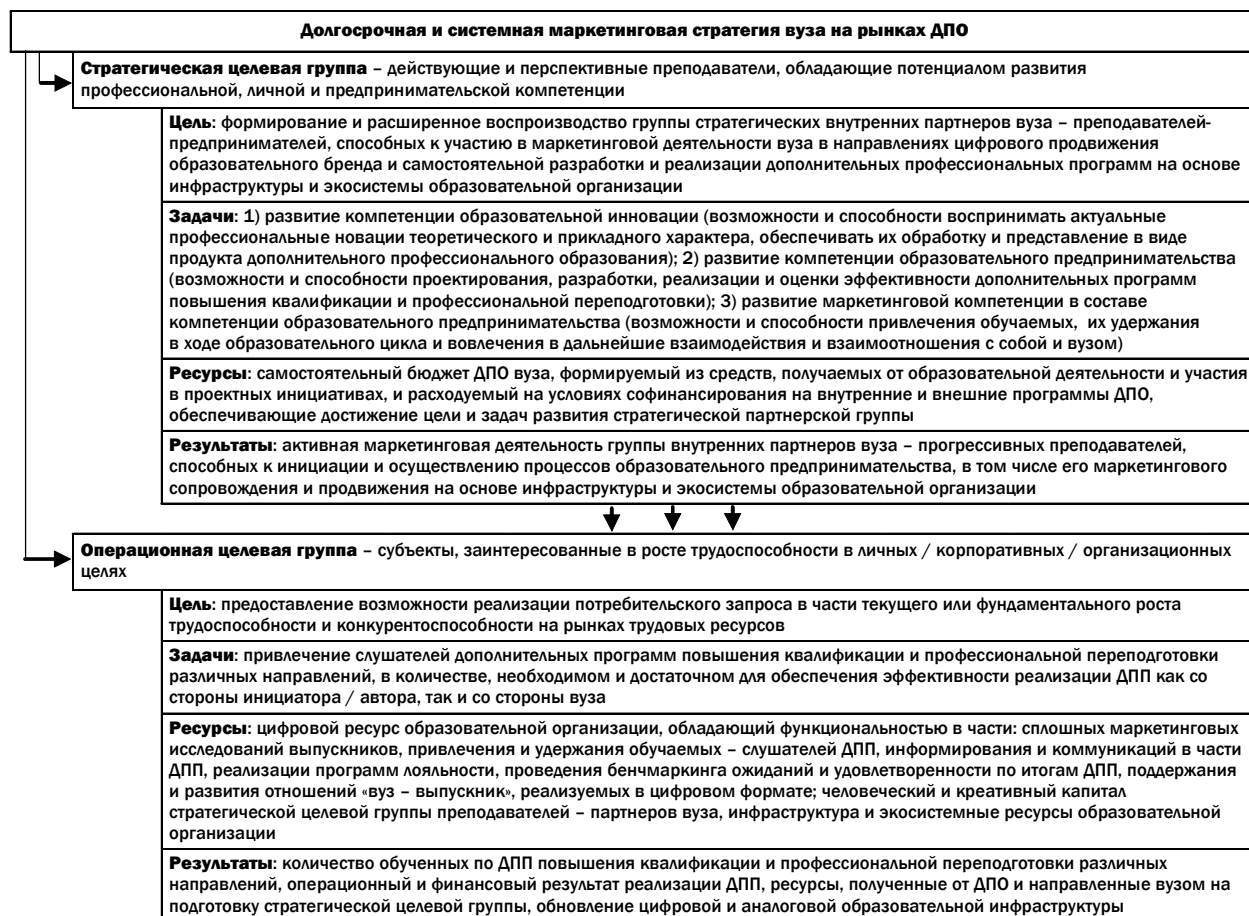 Долгосрочная и системная маркетинговая стратегия вуза на рынках ДПО
Стратегическая целевая группа – действующие и перспективные преподаватели, обладающие потенциалом развития
профессиональной, личной и предпринимательской компетенции
Цель: формирование и расширенное воспроизводство группы стратегических внутренних партнеров вуза – преподавателей-
предпринимателей, способных к участию в маркетинговой деятельности вуза в направлениях цифрового продвижения
образовательного бренда и самостоятельной разработки и реализации дополнительных профессиональных программ на основе
инфраструктуры и экосистемы образовательной организации
Задачи: 1) развитие компетенции образовательной инновации (возможности и способности воспринимать актуальные
профессиональные новации теоретического и прикладного характера, обеспечивать их обработку и представление в виде
продукта дополнительного профессионального образования); 2) развитие компетенции образовательного предпринимательства
(возможности и способности проектирования, разработки, реализации и оценки эффективности дополнительных программ
повышения квалификации и профессиональной переподготовки); 3) развитие маркетинговой компетенции в составе
компетенции образовательного предпринимательства (возможности и способности привлечения обучаемых, их удержания
в ходе образовательного цикла и вовлечения в дальнейшие взаимодействия и взаимоотношения с собой и вузом)
Ресурсы: самостоятельный бюджет ДПО вуза, формируемый из средств, получаемых от образовательной деятельности и участия
в проектных инициативах, и расходуемый на условиях софинансирования на внутренние и внешние программы ДПО,
обеспечивающие достижение цели и задач развития стратегической партнерской группы
Результаты: активная маркетинговая деятельность группы внутренних партнеров вуза – прогрессивных преподавателей,
способных к инициации и осуществлению процессов образовательного предпринимательства, в том числе его маркетингового
сопровождения и продвижения на основе инфраструктуры и экосистемы образовательной организации
Операционная целевая группа – субъекты, заинтересованные в росте трудоспособности в личных / корпоративных / организационных
целях
Цель: предоставление возможности реализации потребительского запроса в части текущего или фундаментального роста
трудоспособности и конкурентоспособности на рынках трудовых ресурсов
Задачи: привлечение слушателей дополнительных программ повышения квалификации и профессиональной переподготовки
различных направлений, в количестве, необходимом и достаточном для обеспечения эффективности реализации ДПП как со
стороны инициатора / автора, так и со стороны вуза
Ресурсы: цифровой ресурс образовательной организации, обладающий функциональностью в части: сплошных маркетинговых
исследований выпускников, привлечения и удержания обучаемых – слушателей ДПП, информирования и коммуникаций в части
ДПП, реализации программ лояльности, проведения бенчмаркинга ожиданий и удовлетворенности по итогам ДПП, поддержания
и развития отношений «вуз – выпускник», реализуемых в цифровом формате; человеческий и креативный капитал
стратегической целевой группы преподавателей – партнеров вуза, инфраструктура и экосистемные ресурсы образовательной
организации
Результаты: количество обученных по ДПП повышения квалификации и профессиональной переподготовки различных
направлений, операционный и финансовый результат реализации ДПП, ресурсы, полученные от ДПО и направленные вузом на
подготовку стратегической целевой группы, обновление цифровой и аналоговой образовательной инфраструктуры